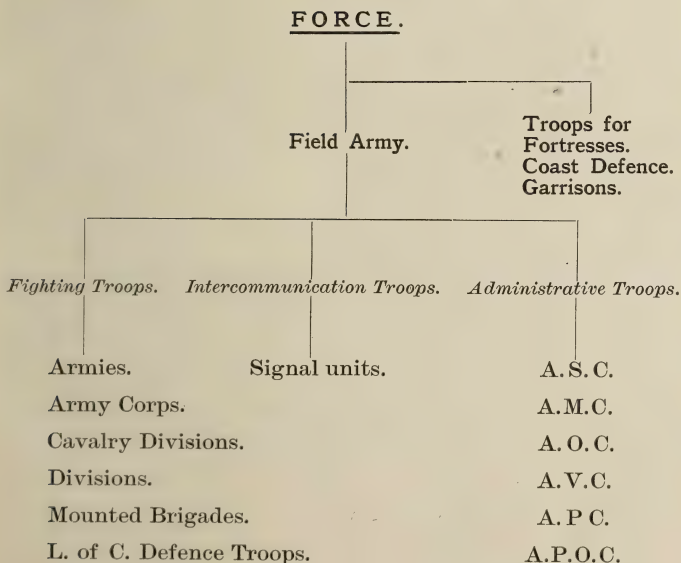 FORCE.
Field Army.
Troops for
Fortresses.
Coast Defence.
Garrisons.
Fighting Troops. Intercommunication Troops. Administrative Troops.
Armies. Signal units. A.S.C.
Army Corps. A.M.C.
Cavalry Divisions. A.O.C.
Divisions. A.V.C.
Mounted Brigades. A.P C.
L. of C. Defence Troops. A.P.O.C.